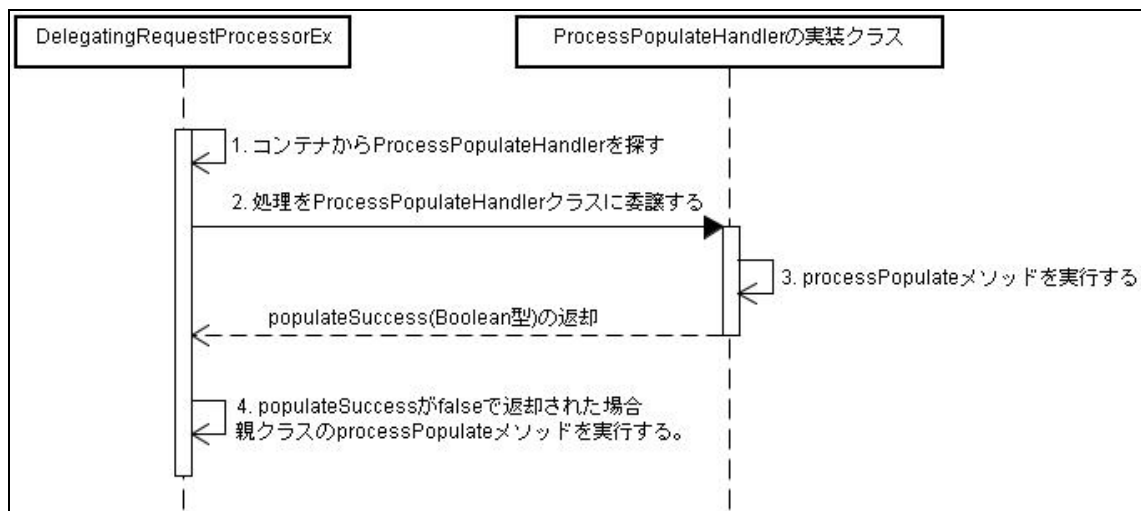 DelegatingRequestProcessorEx
ProcessPopulateHandlerの実装クラス
1. コンテナからProcessPopulateHandlerを探す
2. 処理をProcessPopulateHandlerクラスに委譲する
3. processPopulateメソッドを実行する
populateSuccess(Boolean型)の返却
4. populateSuccessがfalseで返却された場合
親クラスのprocessPopulateメソッドを実行する。